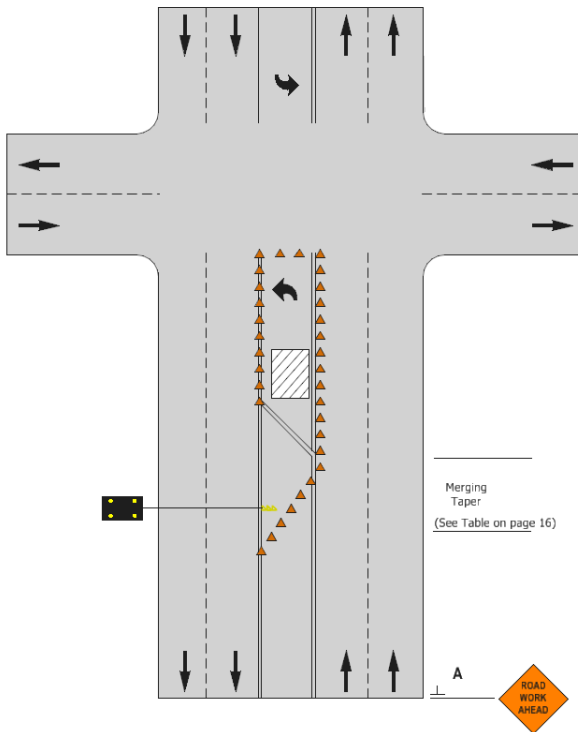 Merging
Taper
(See Table on page 16)
A
ROAD
WORK
AHEAD